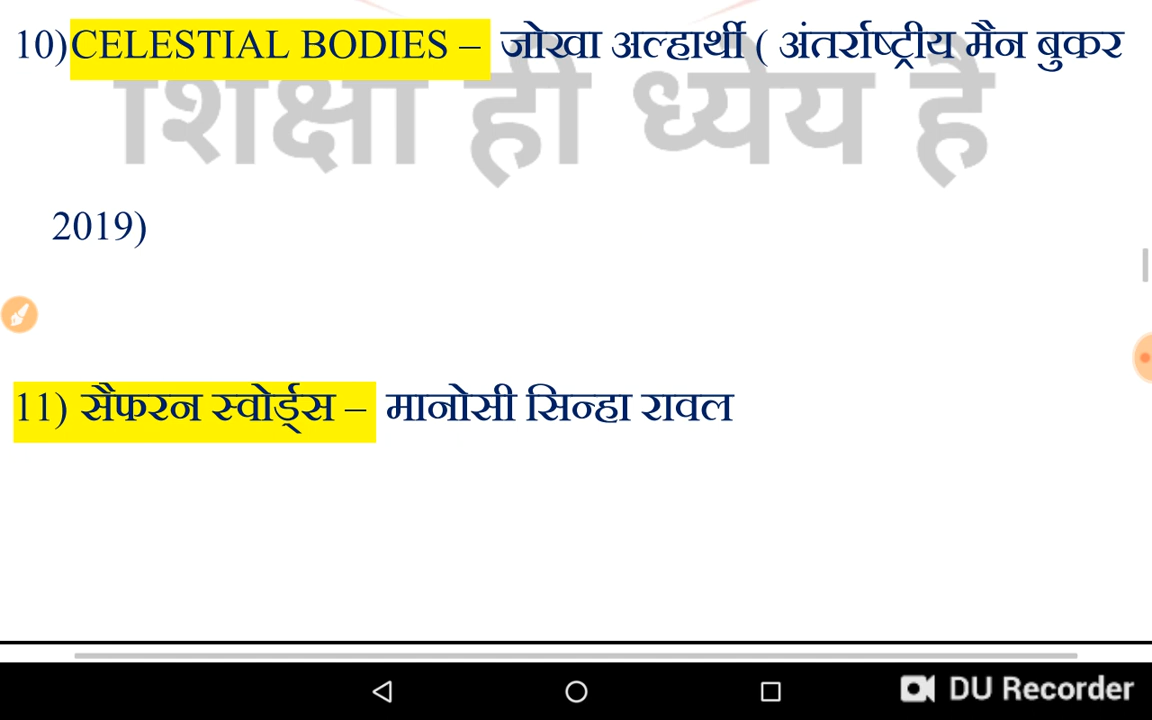 10)CELESTIAL BODIES – जोखा अल्हार्थी ( अंतर्राष्ट्रीय मैन बुकर
शिक्षा ही ध्येय है
2019)
11) सैफरन स्वोर्ड्स – मानोसी सिन्हा रावल
DU Recorder